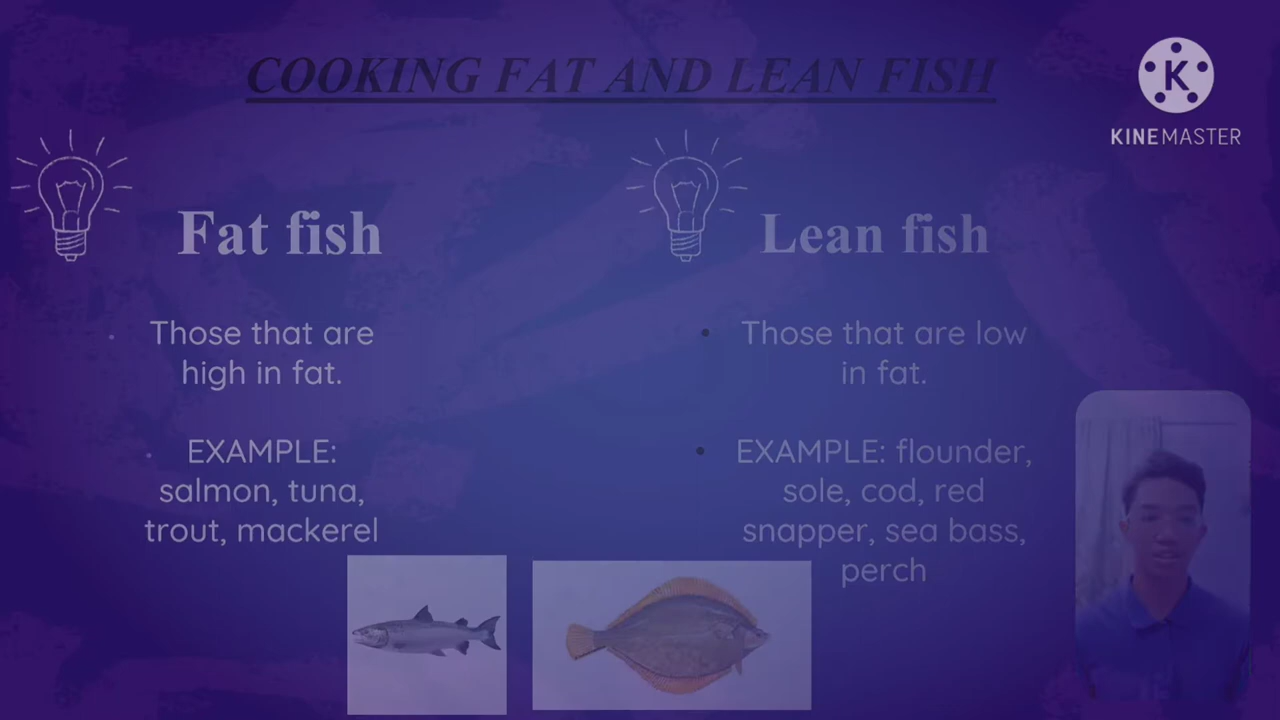 COOKING FAT AND LEAN FISH
K
KINEMASTER
Fat fish
Those that are
high in fat.
EXAMPLE:
salmon, tuna,
trout, mackerel
Lean fish
Those that are low
in fat.
EXAMPLE: flounder,
sole, cod, red
snapper, sea bass,
perch